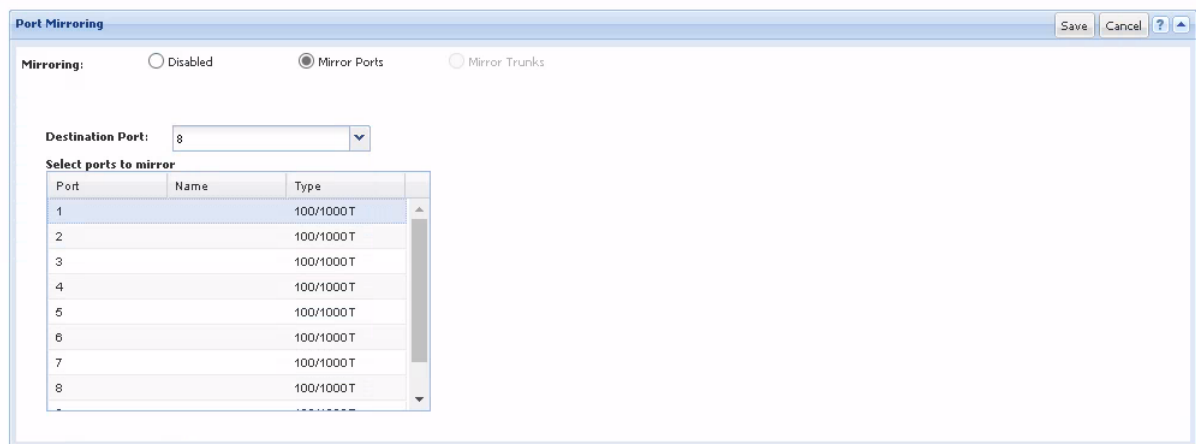 Port Mirroring Save Cancel ?
Mirroring: Disabled Mirror Ports Mirror Trunks
Destination Port: 8
Select ports to mirror
Port Name Type
1 100/1000T
2 100/1000T
3 100/1000T
4 100/1000T
5 100/1000T
6 100/1000T
7 100/1000T
8 100/1000T